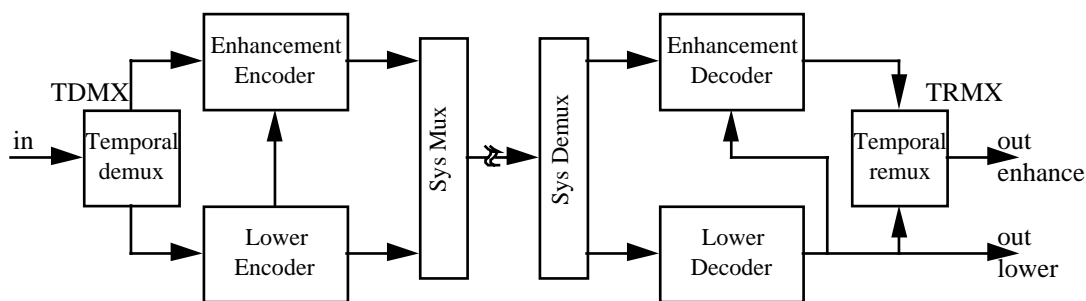 in
TDMX
Temporal
demux
Enhancement
Encoder
Lower
Encoder
Sys Mux
Sys Demux
Enhancement
Decoder
Lower
Decoder
TRMX
Temporal
remux
out
enhance
out
lower